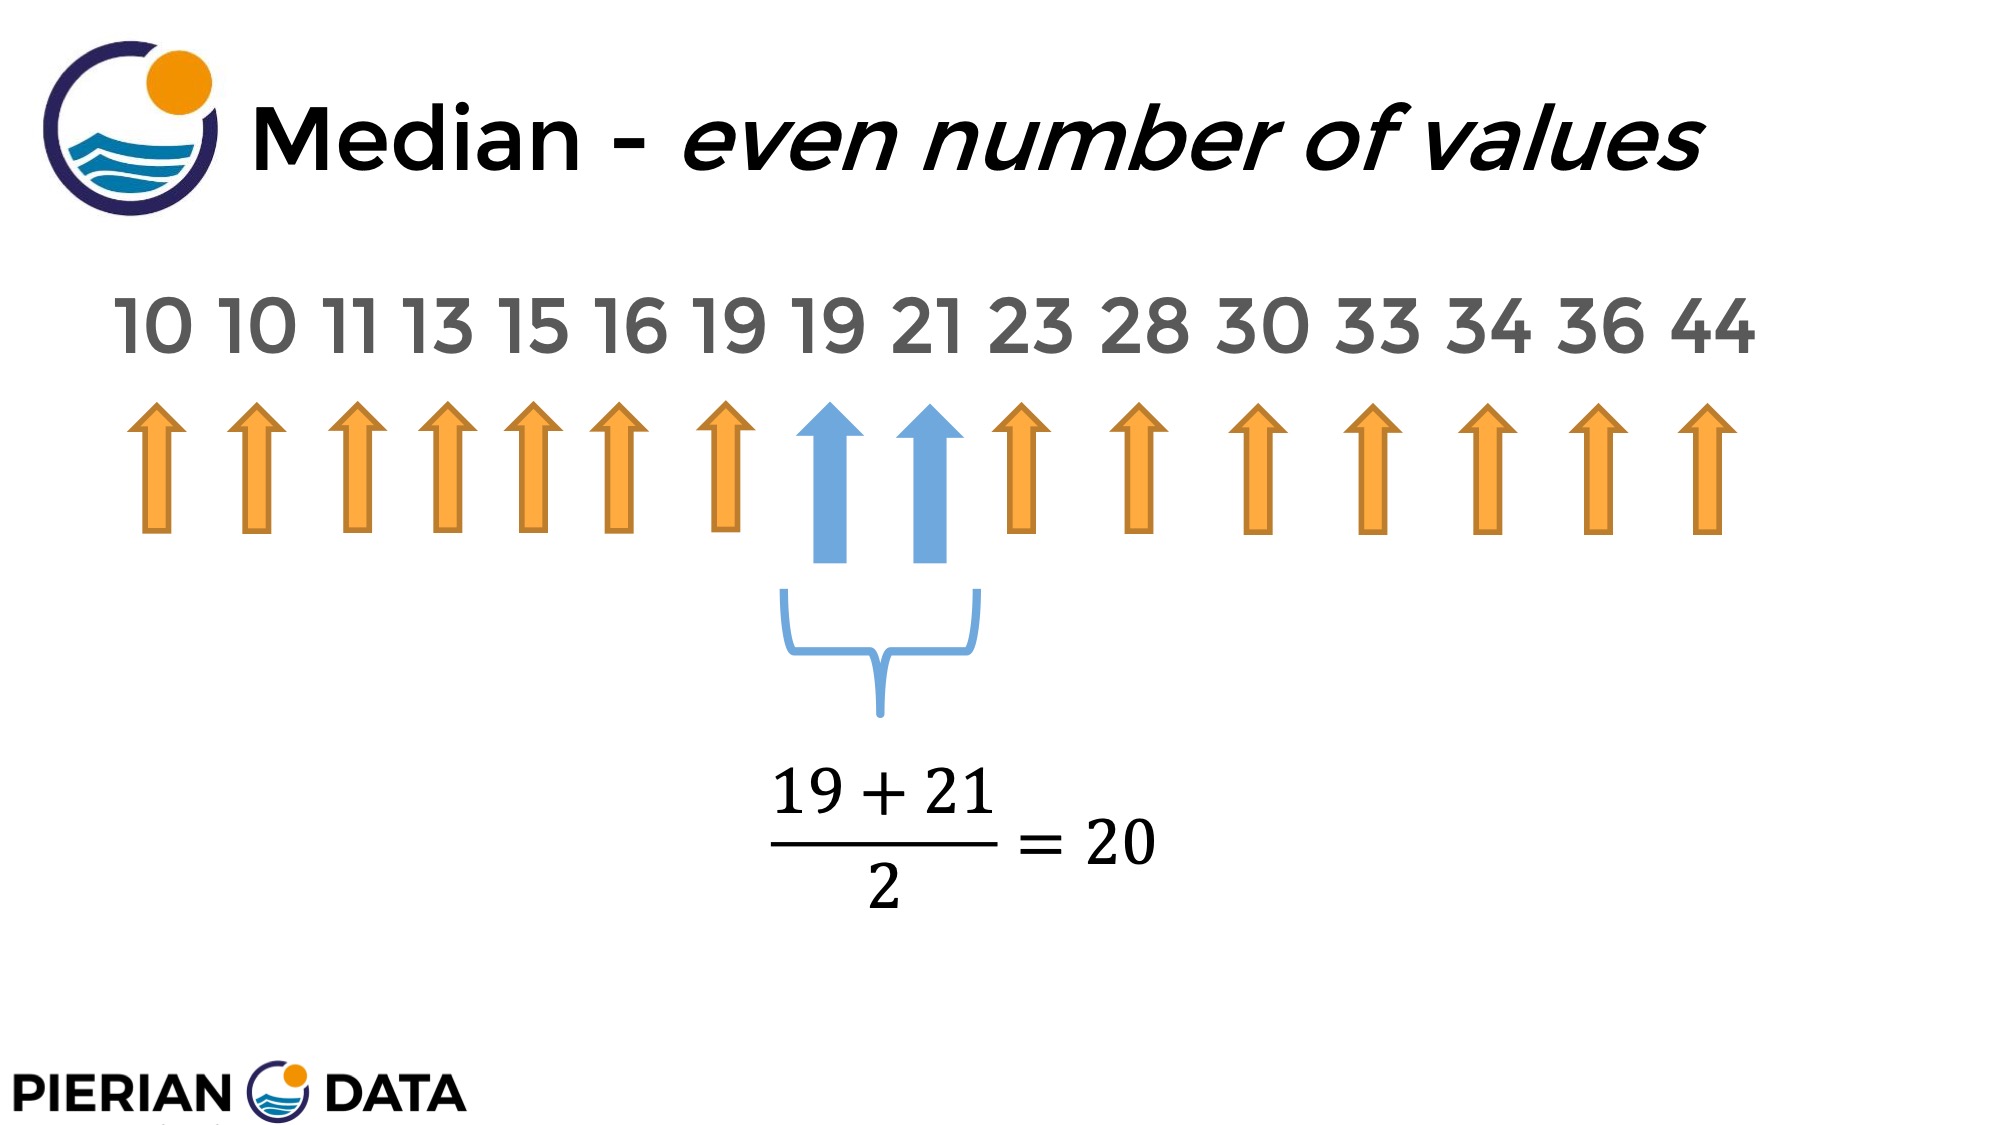 Median - even number of values
10 10 11 13 15 16 19 19 21 23 28 30 33 34 36 44
19 + 21
2
= 20
PIERIAN DATA